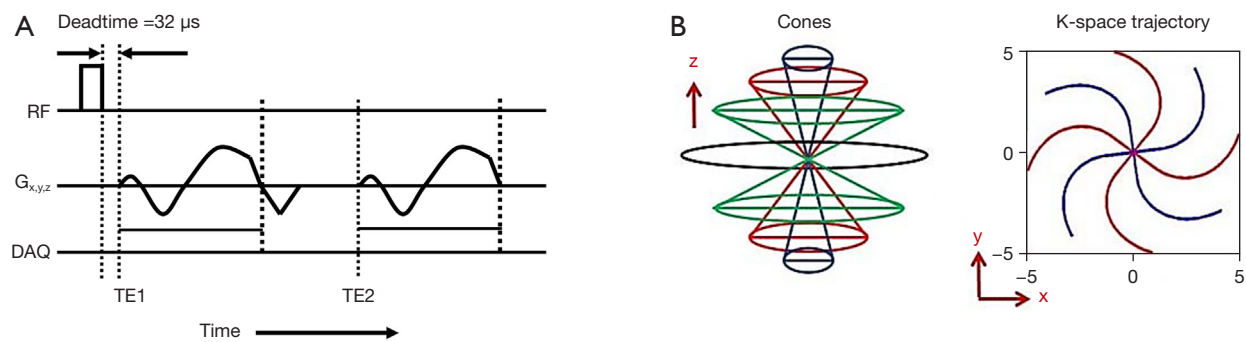 A
Deadtime =32 µs
RF
Gx,y,z
DAQ
TE1
TE2
Time
B
Cones
z
K-space trajectory
5
0
−5
−5
0
5
y
x